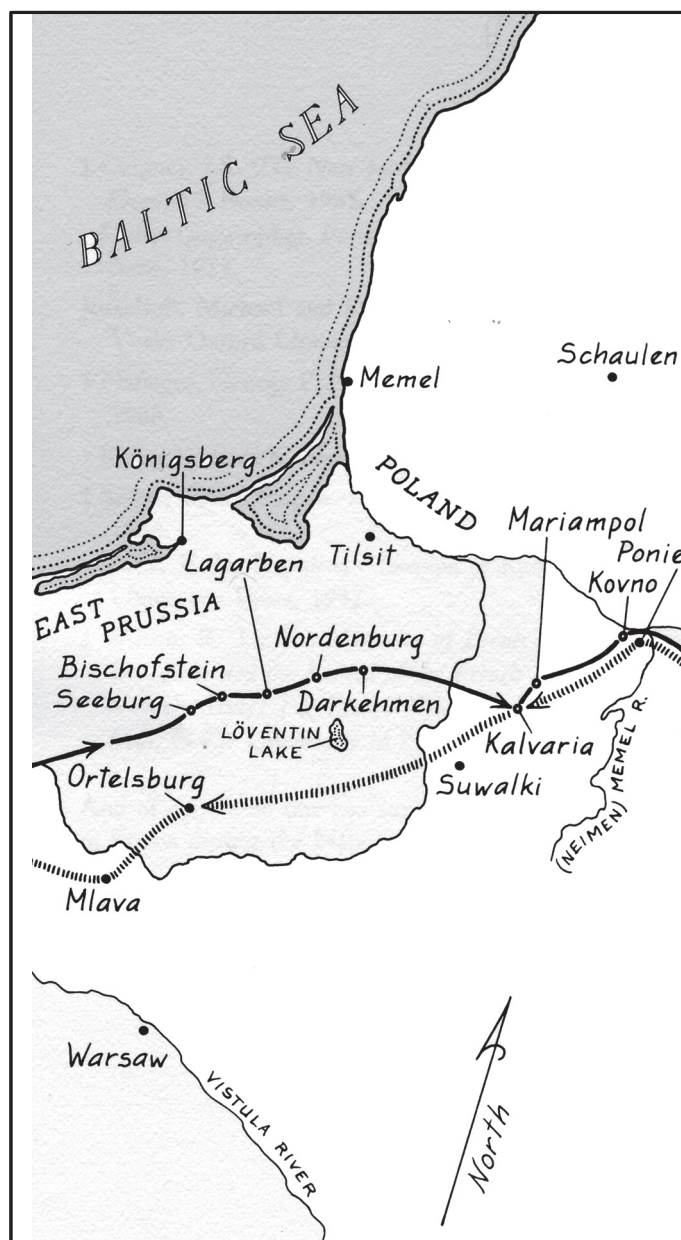 BALTIC SEA
Schaulen
Memel
Königsberg
POLAND
Mariampol
Lagarben
Tilsit
Ponie
Kovno
EAST
PRUSSIA
Nordenburg
Bischofstein
Seeburg
Darkehmen
LÖVENTIN
LAKE
Kalvaria
Ortelsburg
Suwalki
(NEIMEN) MEMEL R.
Mlava
Warsaw
VISTULA RIVER
North